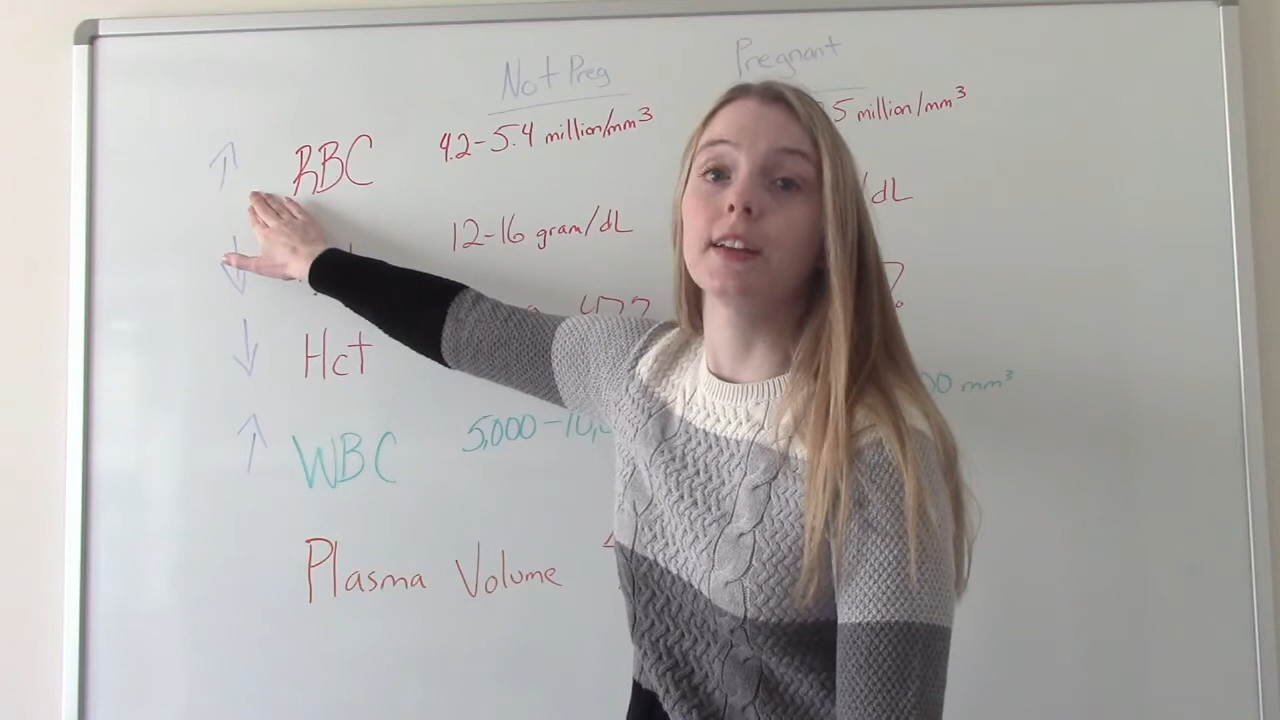 Not Preg Pregnant
↑ RBC 4.2-5.4 million/mm³ 5 million/mm³
↓ 12-16 gram/dL /dL
↓ Hct
↑ WBC 5,000-10, 00 mm³
Plasma Volume